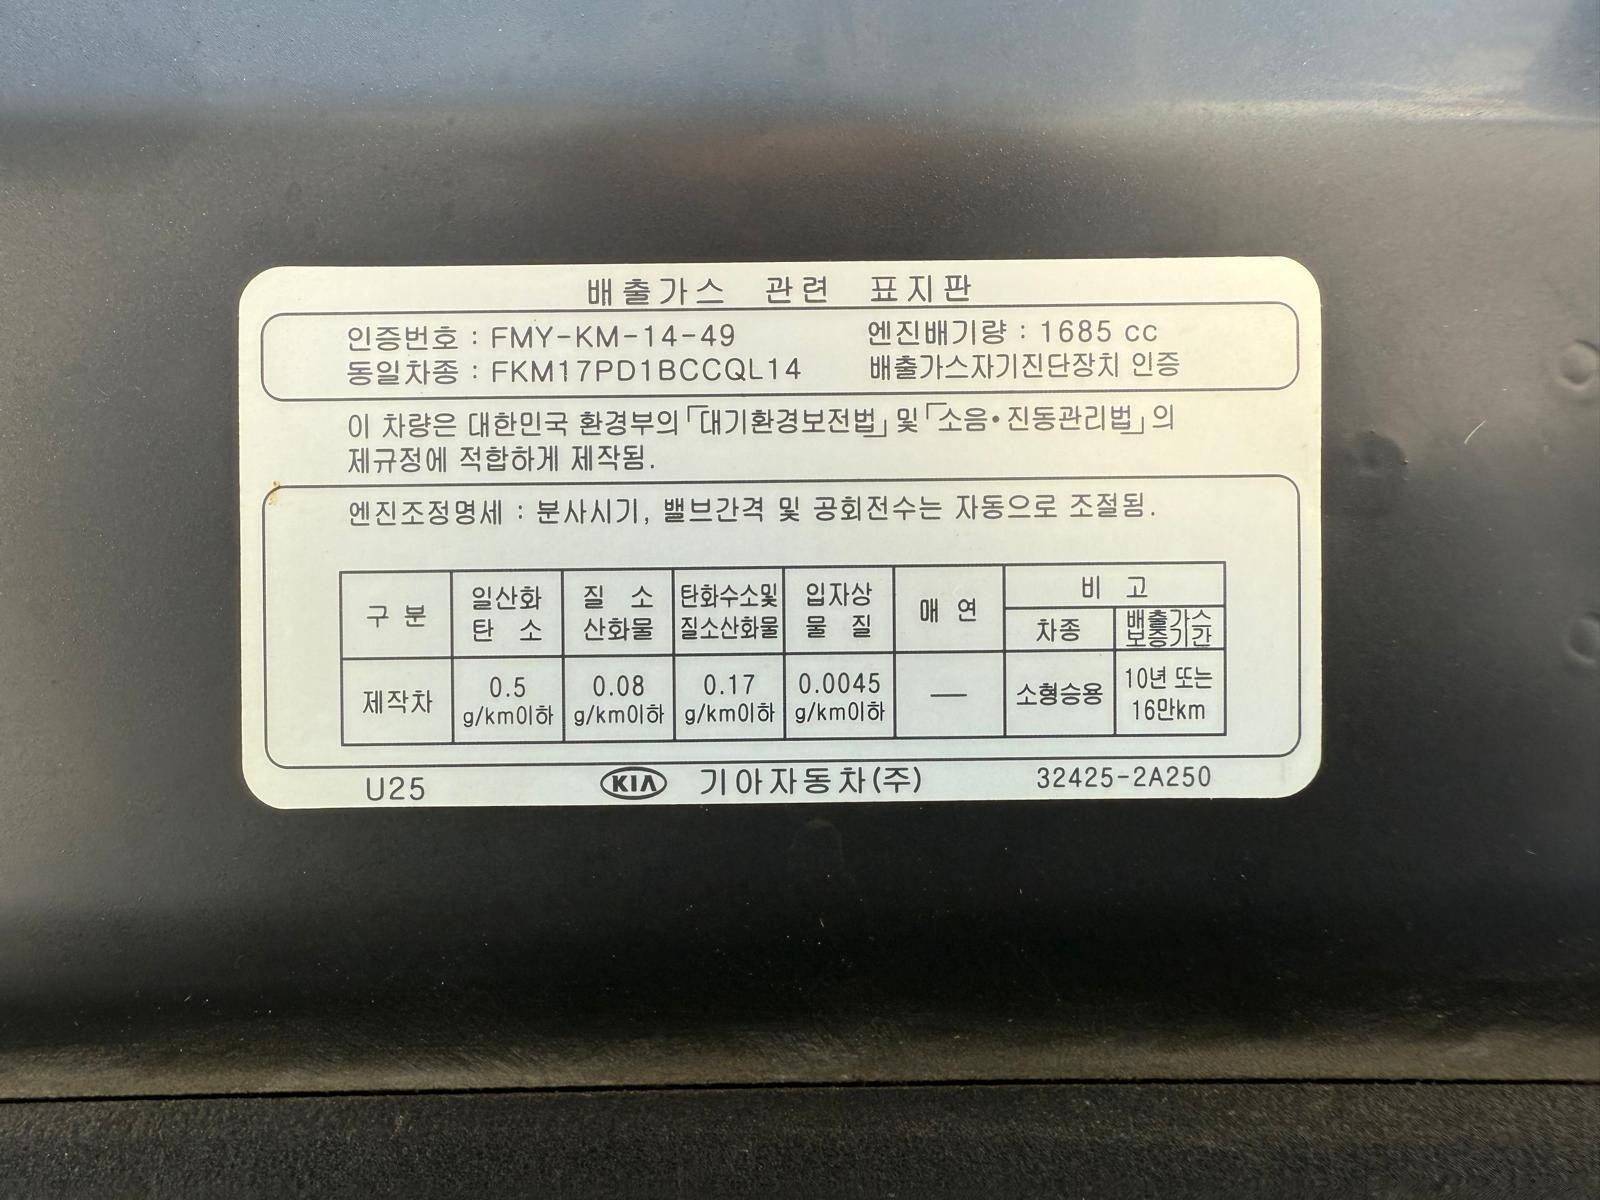 배출가스 관련 표지판
인증번호 : FMY-KM-14-49 엔진배기량 : 1685 cc
동일차종 : FKM17PD1BCCQL14 배출가스자기진단장치 인증
이 차량은 대한민국 환경부의「대기환경보전법」및「소음•진동관리법」의
제규정에 적합하게 제작됨.
엔진조정명세 : 분사시기, 밸브간격 및 공회전수는 자동으로 조절됨.
구 분 일산화 탄 소 질 소 산화물 탄화수소및 질소산화물 입자상 물 질 매 연 비 고
차종 배출가스 보증기간
제작차 0.5 g/km이하 0.08 g/km이하 0.17 g/km이하 0.0045 g/km이하 — 소형승용 10년 또는 16만km
U25 KIA 기아자동차(주) 32425-2A250